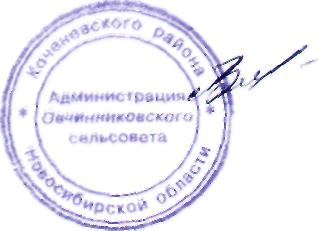 Коченевского района
Администрация
Овчинниковского
сельсовета
Новосибирской области